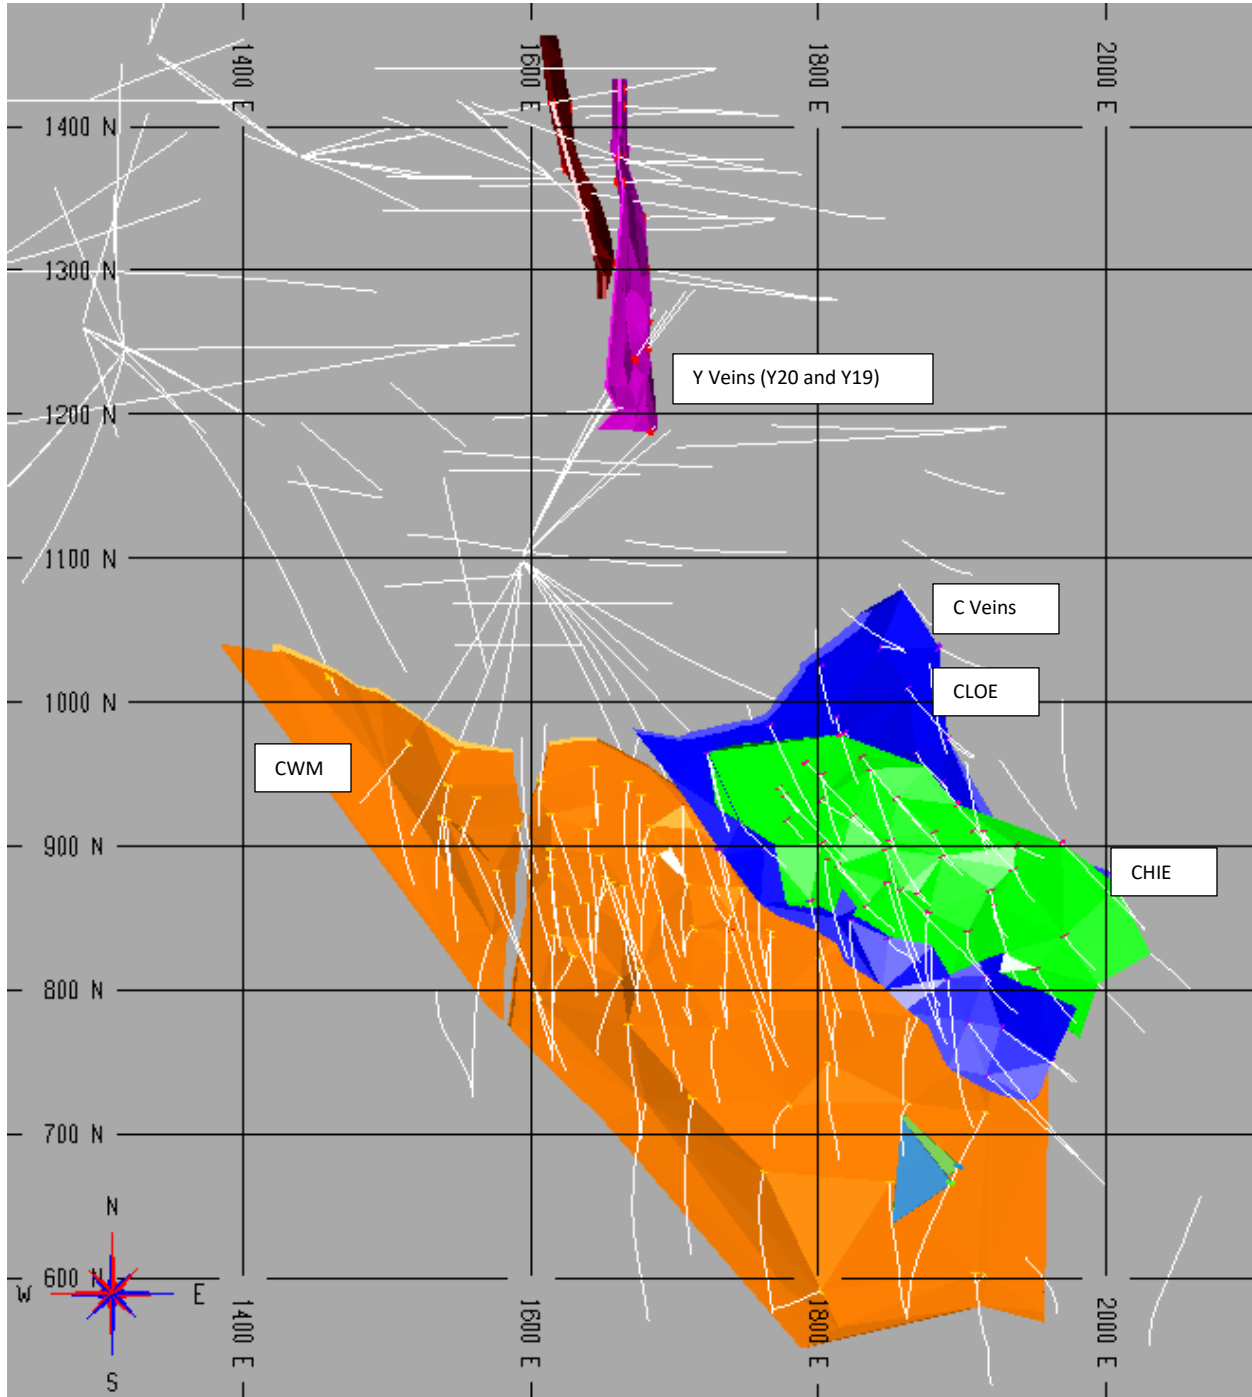 1400 E
1600 E
1800 E
2000 E
1400 N
1300 N
Y Veins (Y20 and Y19)
1200 N
1100 N
C Veins
CLOE
1000 N
CWM
900 N
CHIE
800 N
700 N
N
600 N
W E
S
1400 E
1600 E
1800 E
2000 E